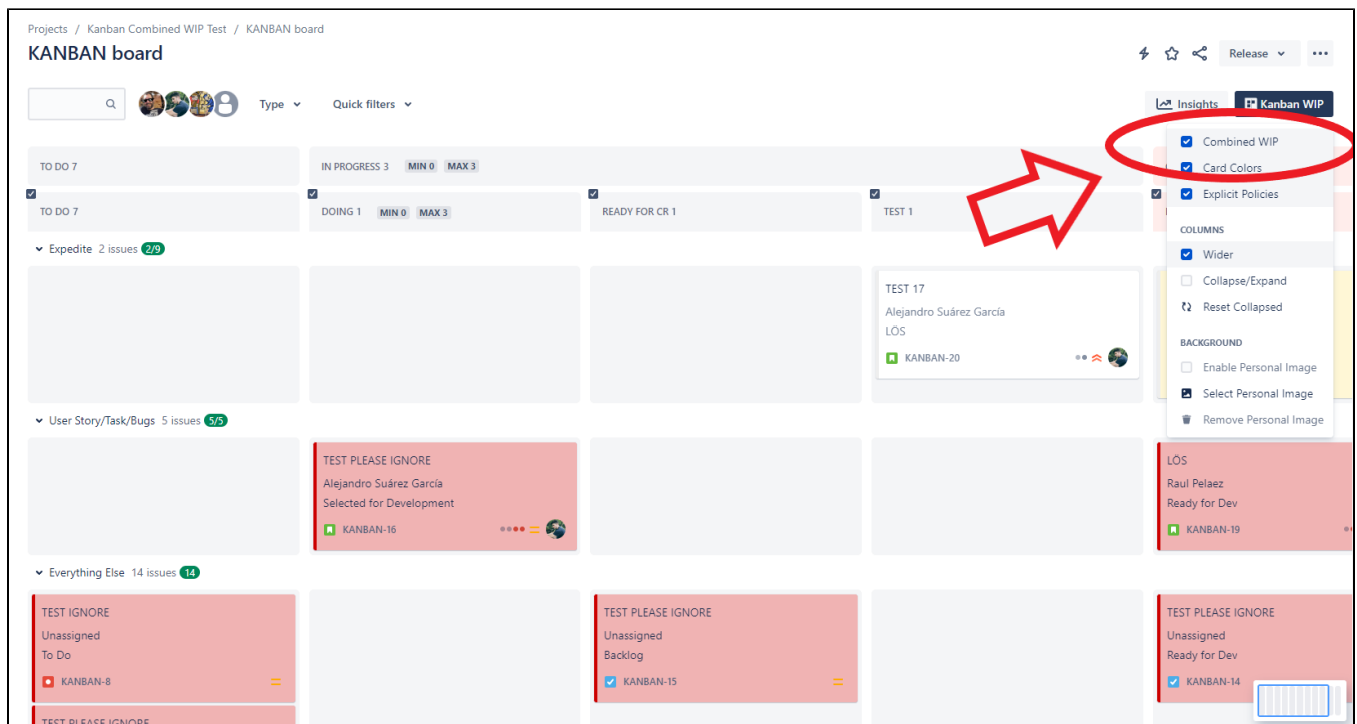 Projects / Kanban Combined WIP Test / KANBAN board
KANBAN board
Release
Type
Quick filters
Insights
Kanban WIP
Combined WIP
Card Colors
Explicit Policies
COLUMNS
Wider
Collapse/Expand
Reset Collapsed
BACKGROUND
Enable Personal Image
Select Personal Image
Remove Personal Image
TO DO 7
IN PROGRESS 3 MIN 0 MAX 3
TO DO 7
DOING 1 MIN 0 MAX 3
READY FOR CR 1
TEST 1
Expedite 2 issues 2/9
TEST 17
Alejandro Suárez García
LÖS
KANBAN-20
User Story/Task/Bugs 5 issues 5/5
TEST PLEASE IGNORE
Alejandro Suárez García
Selected for Development
KANBAN-16
LÖS
Raul Pelaez
Ready for Dev
KANBAN-19
Everything Else 14 issues 14
TEST IGNORE
Unassigned
To Do
KANBAN-8
TEST PLEASE IGNORE
Unassigned
Backlog
KANBAN-15
TEST PLEASE IGNORE
Unassigned
Ready for Dev
KANBAN-14
TEST PLEASE IGNORE